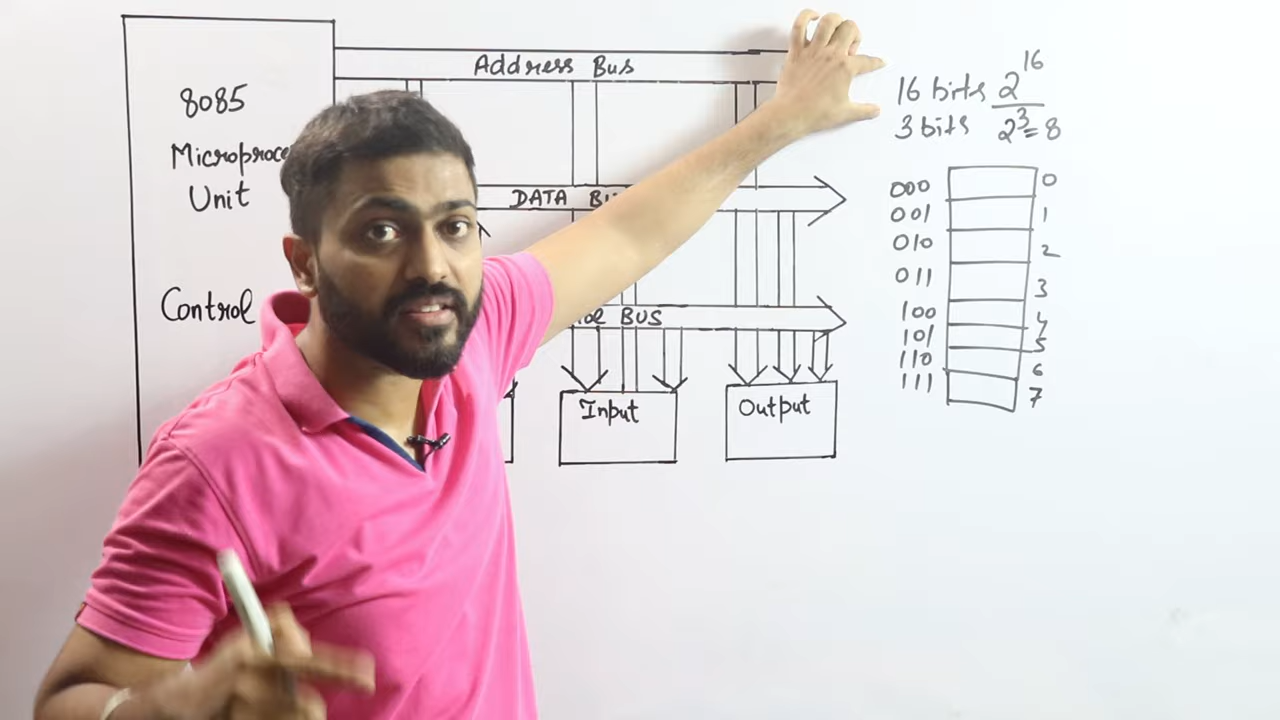 8085
Microproce
Unit
Control
Address Bus
DATA
BUS
Input
Output
16 bits 2^16
3 bits 2^3=8
000 0
001 1
010 2
011 3
100 4
101 5
110 6
111 7